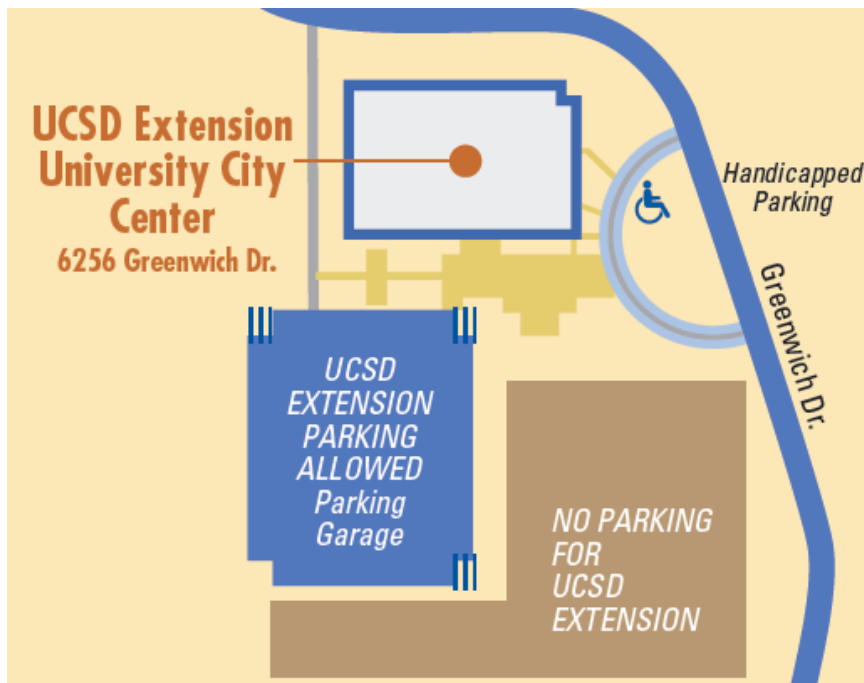 UCSD Extension
University City
Center
6256 Greenwich Dr.
Handicapped
Parking
Greenwich Dr.
UCSD
EXTENSION
PARKING
ALLOWED
Parking
Garage
NO PARKING
FOR
UCSD
EXTENSION